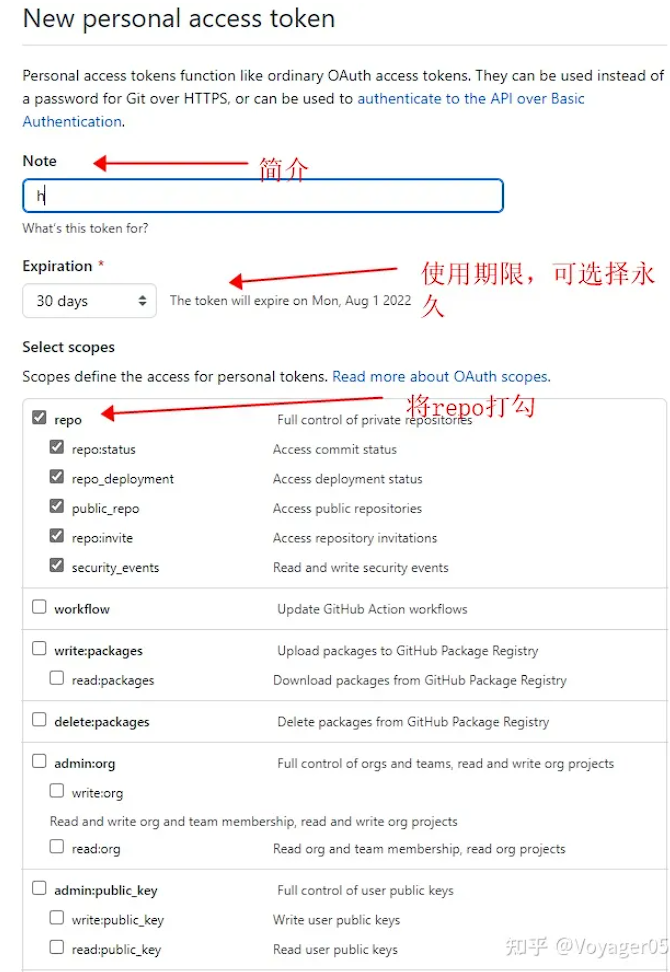 New personal access token
Personal access tokens function like ordinary OAuth access tokens. They can be used instead of
a password for Git over HTTPS, or can be used to authenticate to the API over Basic
Authentication.
Note
简介
h
What's this token for?
Expiration *
使用期限，可选择永
久
30 days
The token will expire on Mon, Aug 1 2022
Select scopes
Scopes define the access for personal tokens. Read more about OAuth scopes.
将repo打勾
repo Full control of private repositories
repo:status Access commit status
repo_deployment Access deployment status
public_repo Access public repositories
repo:invite Access repository invitations
security_events Read and write security events
workflow Update GitHub Action workflows
write:packages Upload packages to GitHub Package Registry
read:packages Download packages from GitHub Package Registry
delete:packages Delete packages from GitHub Package Registry
admin:org Full control of orgs and teams, read and write org projects
write:org
Read and write org and team membership, read and write org projects
read:org Read org and team membership, read org projects
admin:public_key Full control of user public keys
write:public_key Write user public keys
read:public_key Read user public keys
知乎 @Voyager05